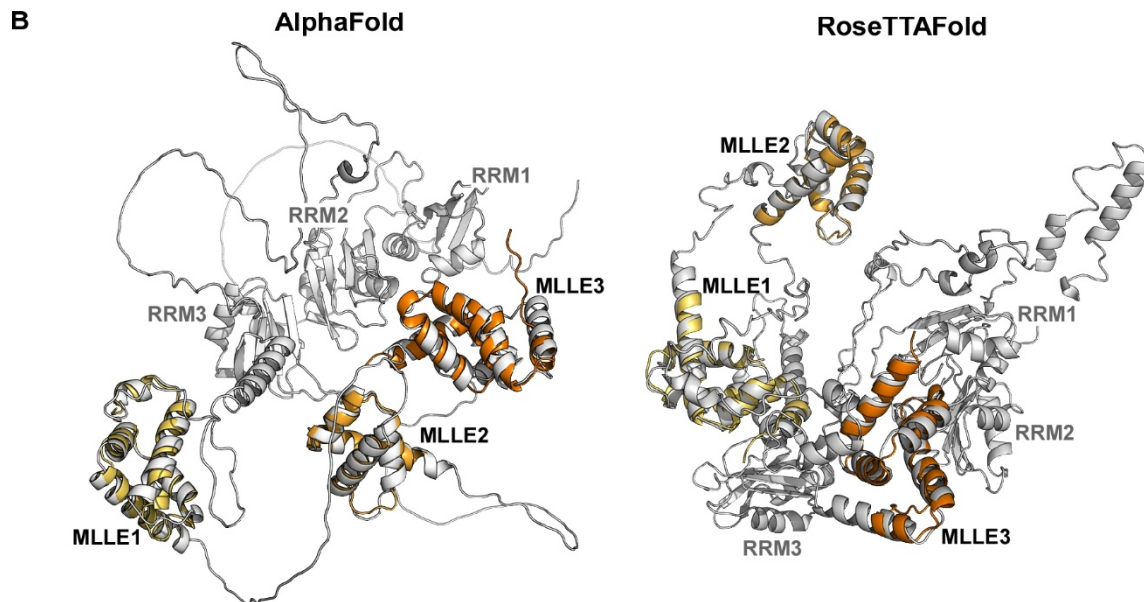 B
AlphaFold
RoseTTAFold
MLLE2
RRM1
RRM2
MLLE3
MLLE1
RRM3
RRM1
MLLE2
RRM2
MLLE1
MLLE3
RRM3